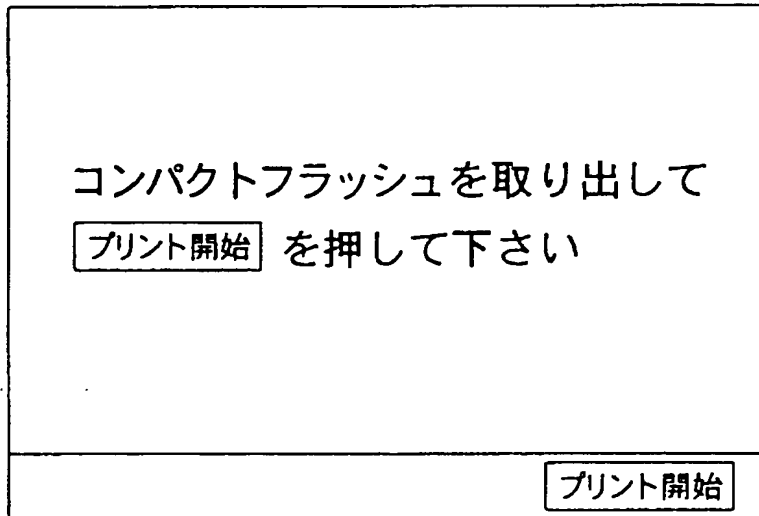 コンパクトフラッシュを取り出して
プリント開始 を押して下さい
プリント開始